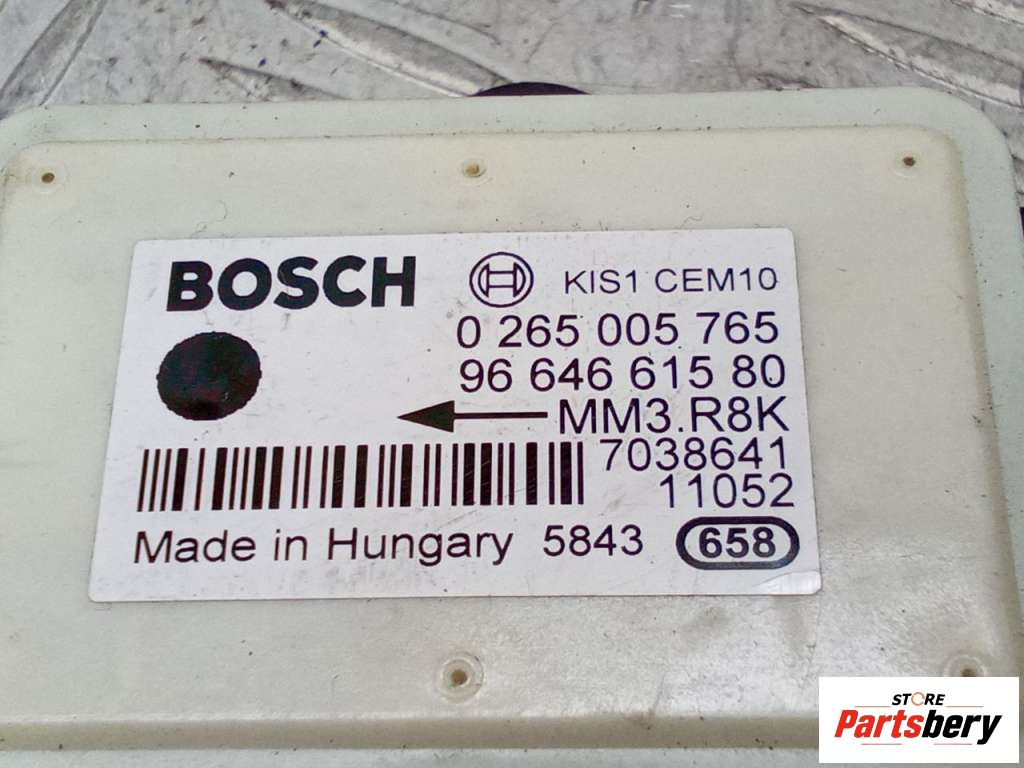 BOSCH KIS1 CEM10
0 265 005 765
96 646 615 80
MM3.R8K
7038641
11052
Made in Hungary 5843 658
STORE
Partsbery